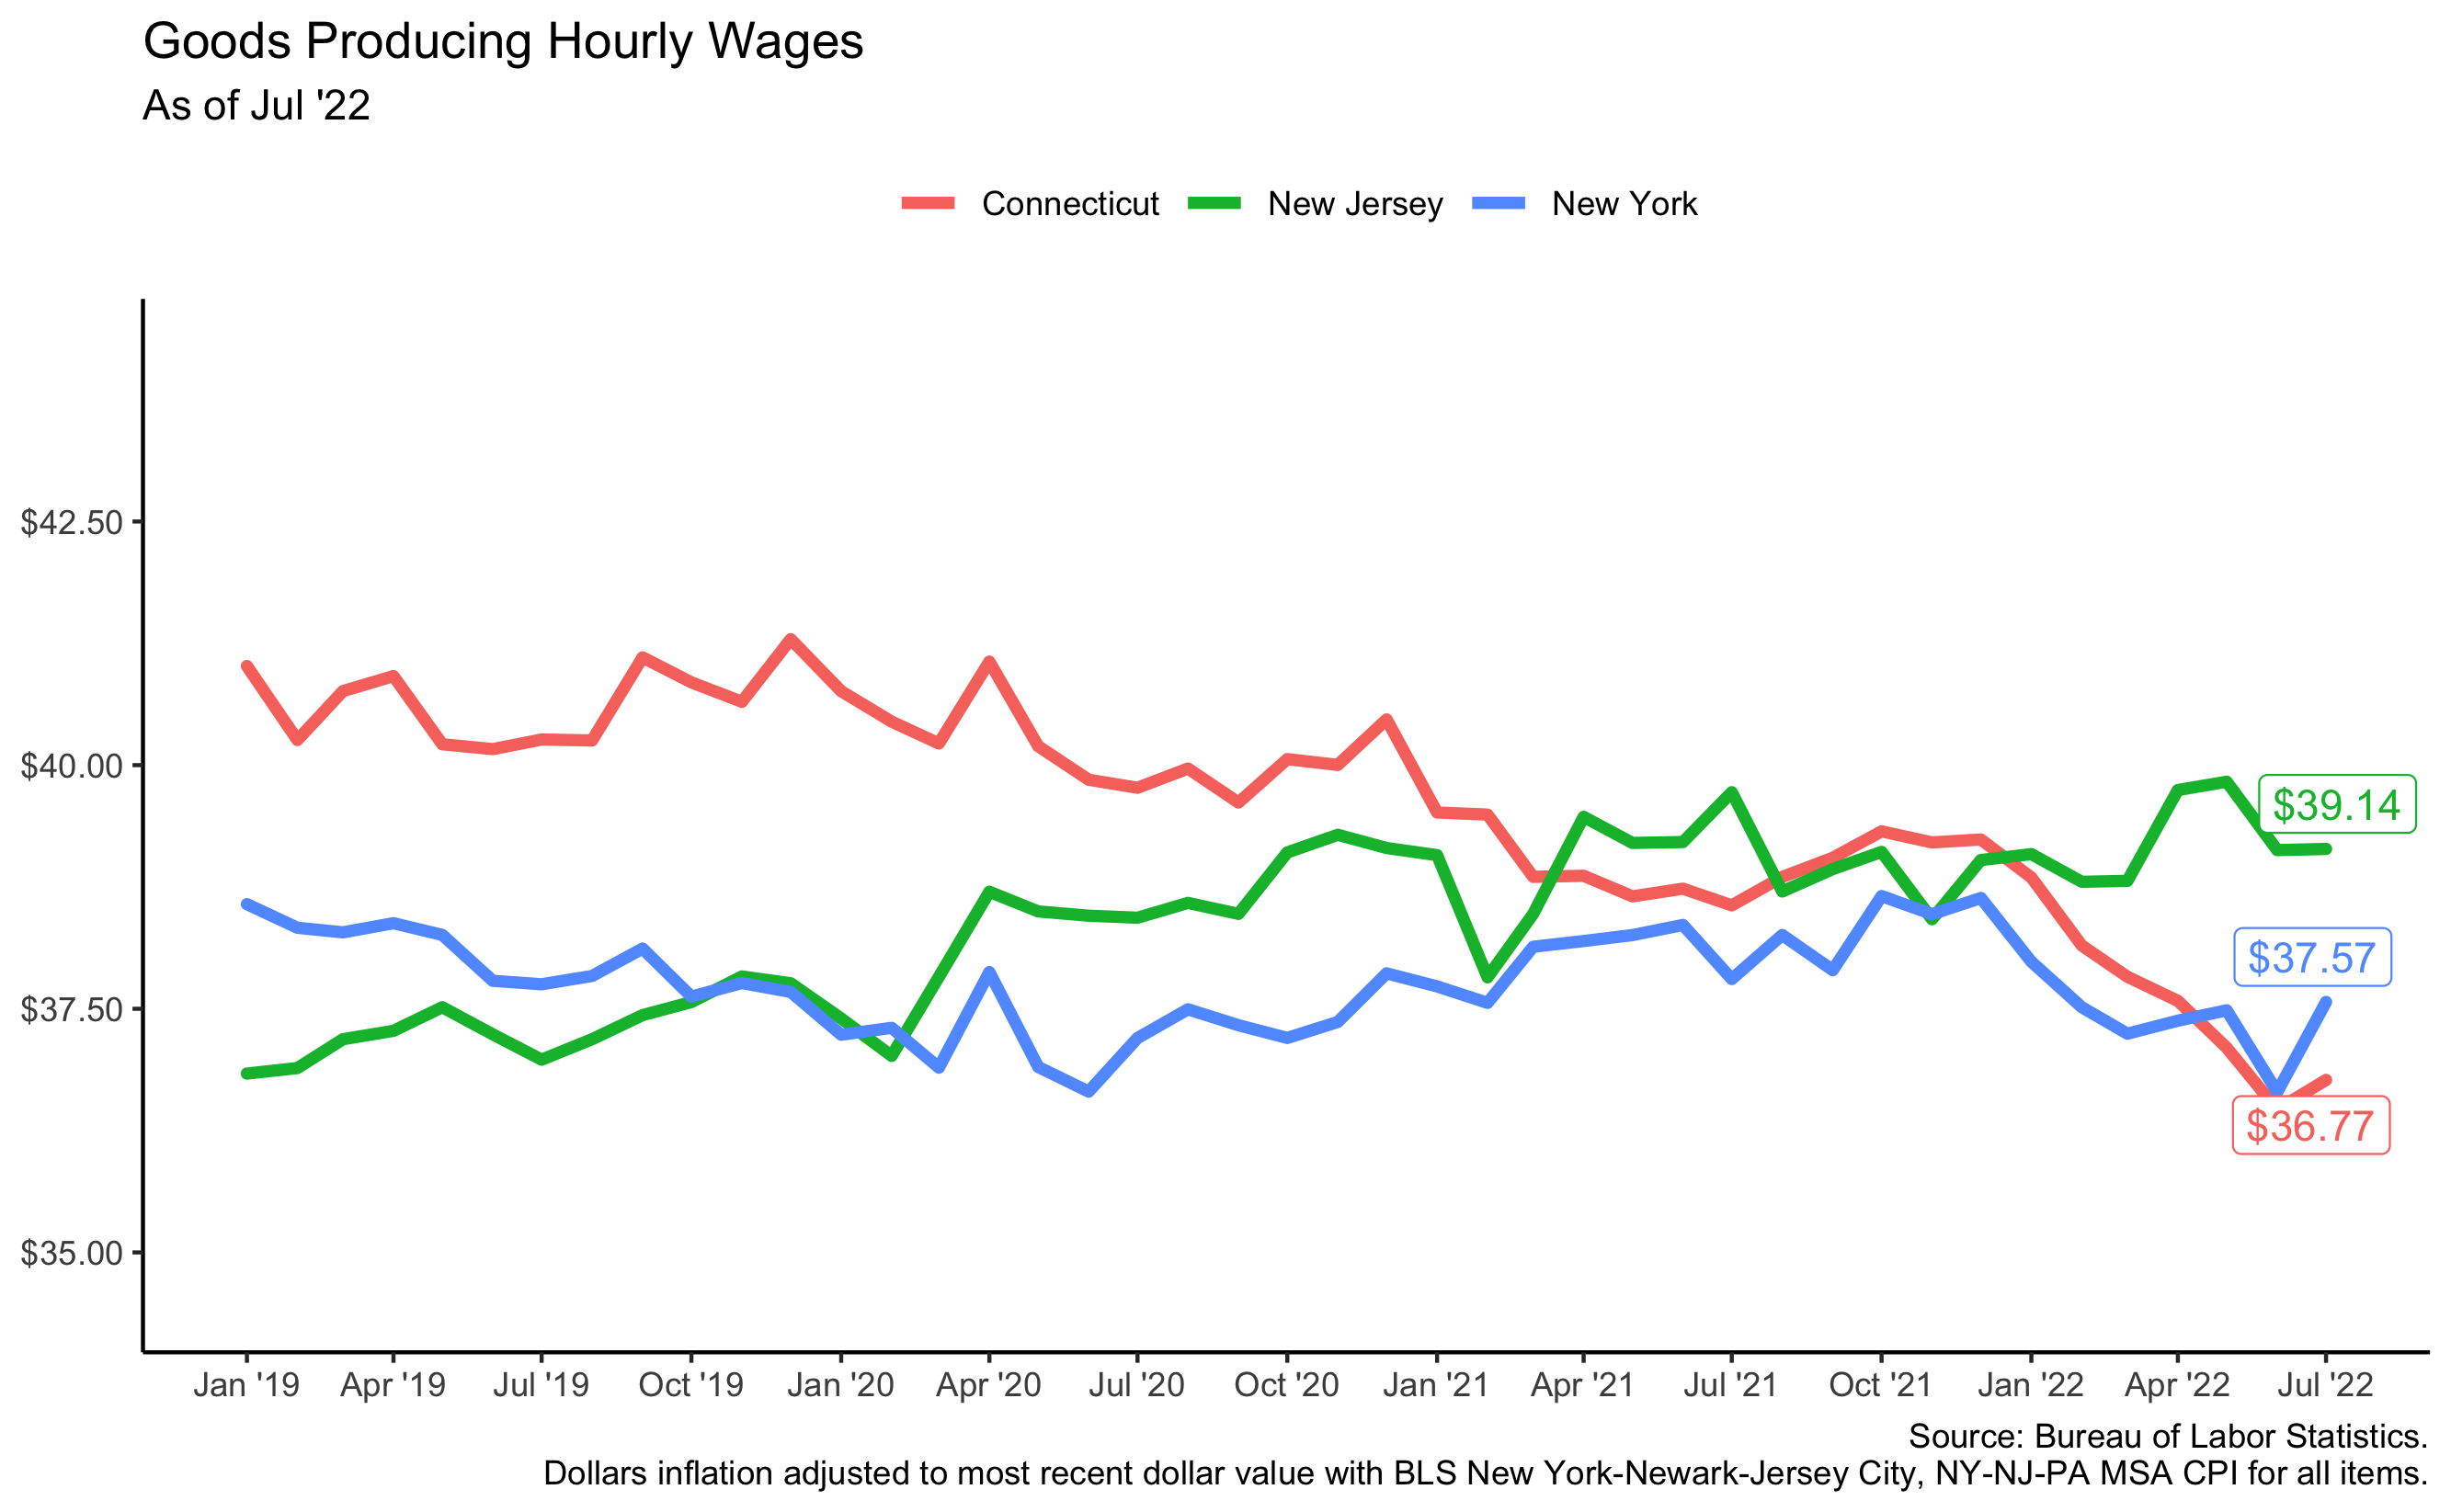 Goods Producing Hourly Wages
As of Jul '22
Connecticut New Jersey New York
$42.50
$40.00
$37.50
$35.00
$39.14
$37.57
$36.77
Jan '19 Apr '19 Jul '19 Oct '19 Jan '20 Apr '20 Jul '20 Oct '20 Jan '21 Apr '21 Jul '21 Oct '21 Jan '22 Apr '22 Jul '22
Source: Bureau of Labor Statistics.
Dollars inflation adjusted to most recent dollar value with BLS New York-Newark-Jersey City, NY-NJ-PA MSA CPI for all items.